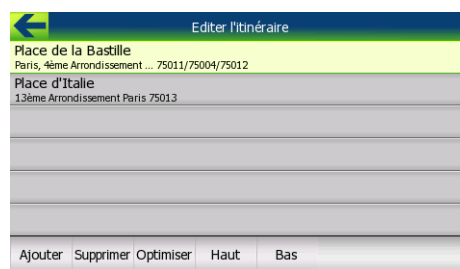 Editer l'itinéraire
Place de la Bastille
Paris, 4ème Arrondissement ... 75011/75004/75012
Place d'Italie
13ème Arrondissement Paris 75013
Ajouter Supprimer Optimiser Haut Bas